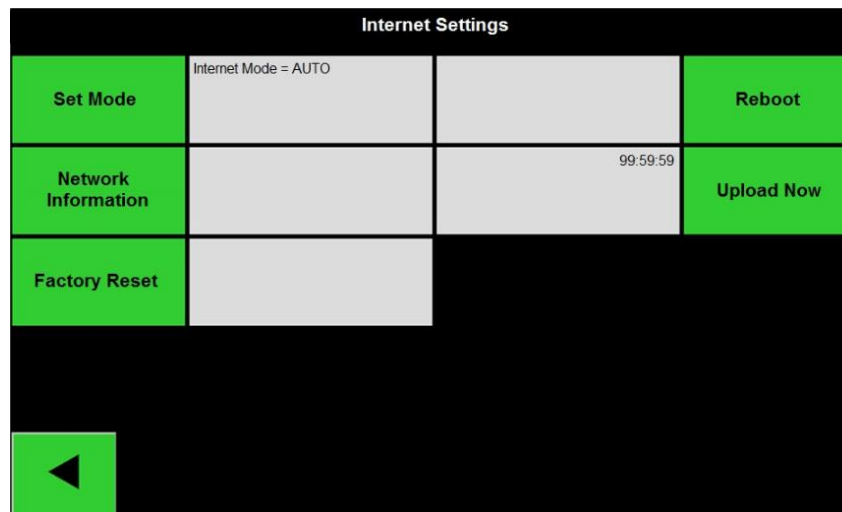 Internet Settings
Set Mode
Internet Mode = AUTO
Reboot
Network
Information
99:59:59
Upload Now
Factory Reset